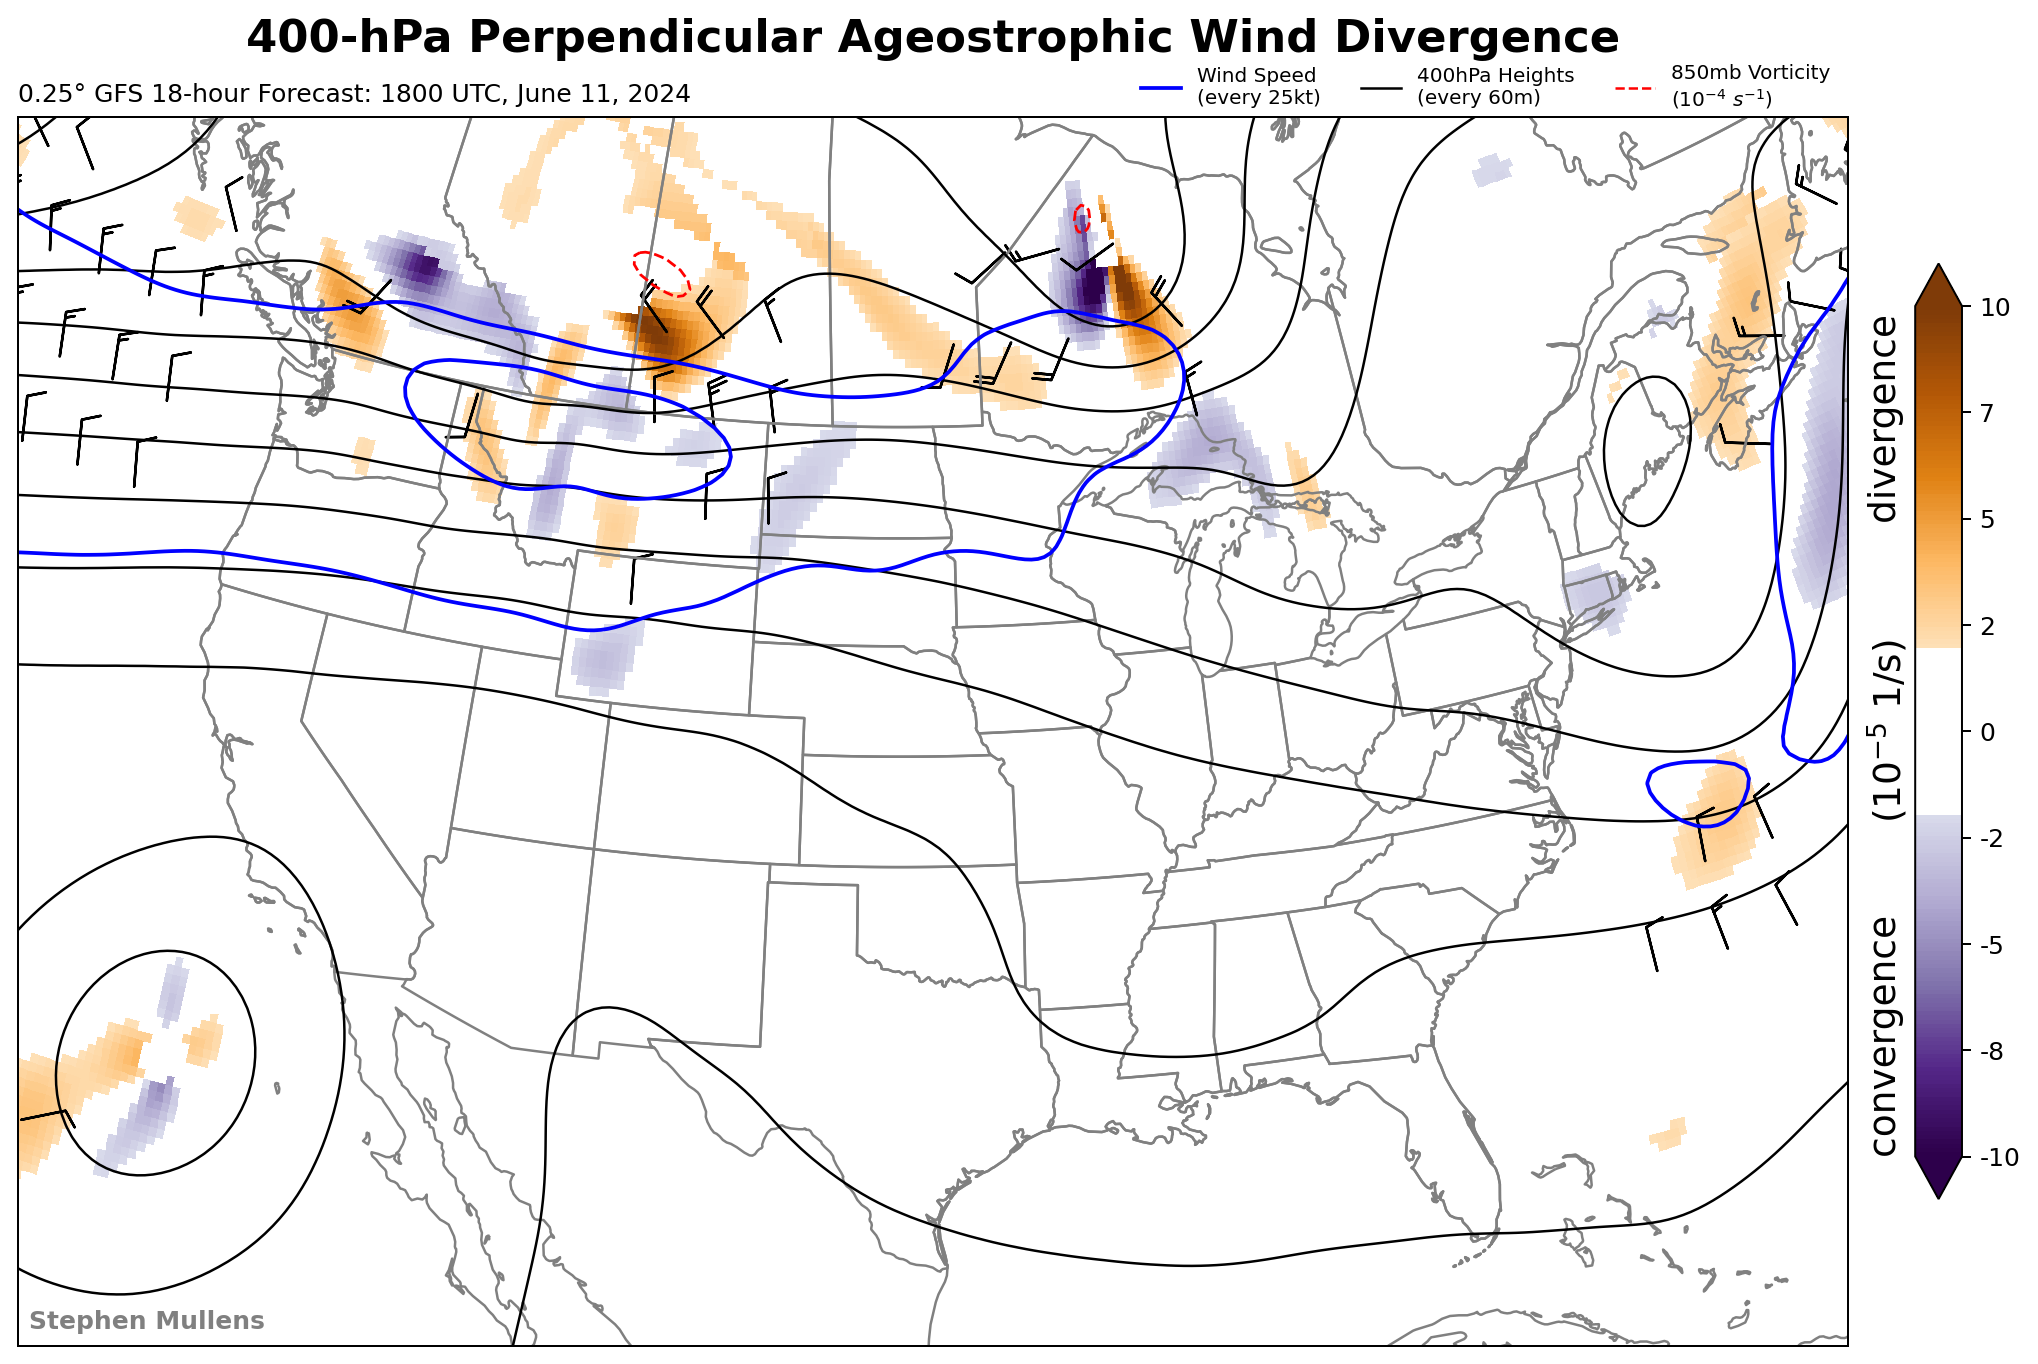 400-hPa Perpendicular Ageostrophic Wind Divergence
0.25° GFS 18-hour Forecast: 1800 UTC, June 11, 2024
Wind Speed
(every 25kt)
400hPa Heights
(every 60m)
850mb Vorticity
(10⁻⁴ s⁻¹)
10
7
5
2
0
-2
-5
-8
-10
convergence (10⁻⁵ 1/s) divergence
Stephen Mullens